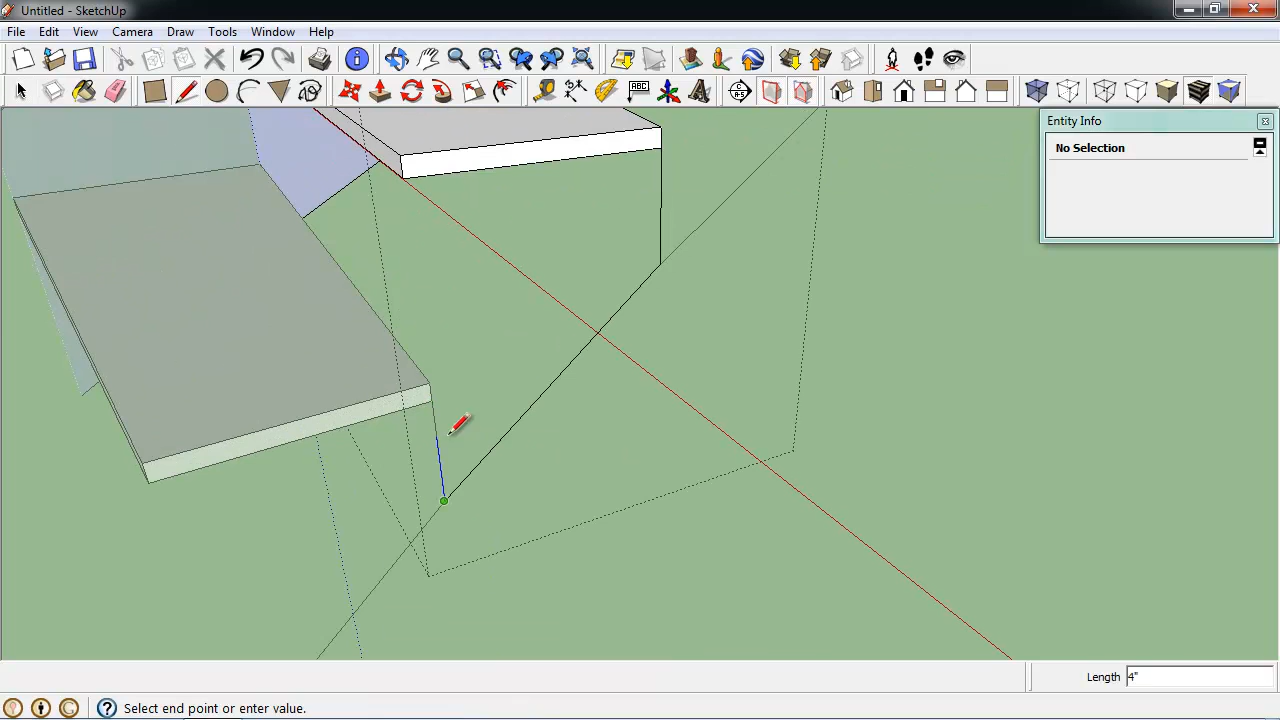 Untitled - SketchUp
File Edit View Camera Draw Tools Window Help
ABC
Entity Info
No Selection
Length 4"
Select end point or enter value.